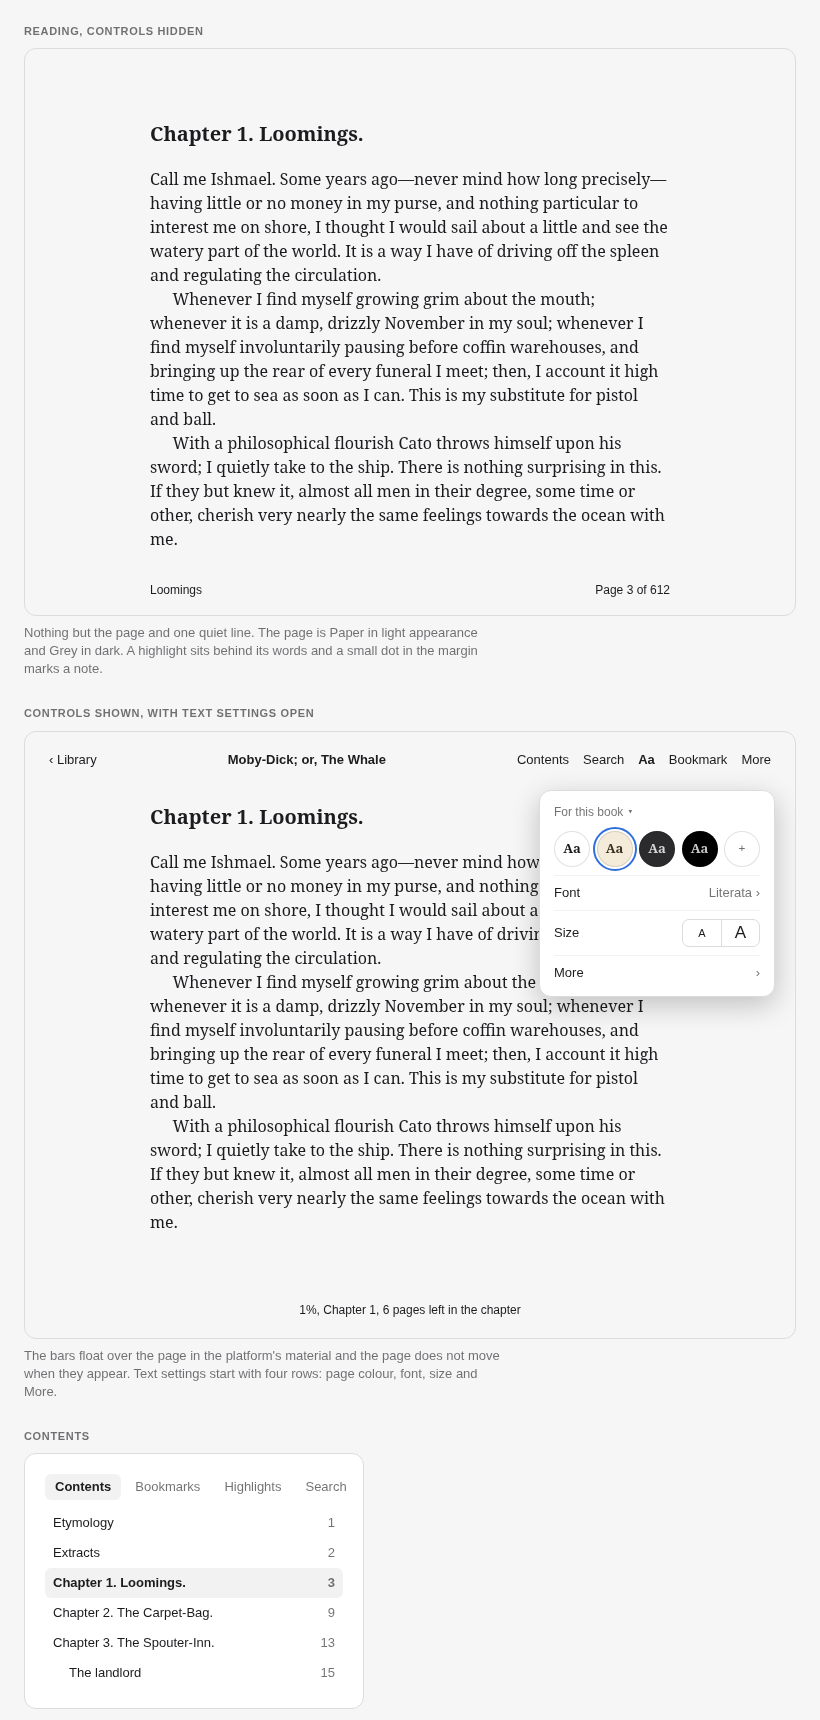 READING, CONTROLS HIDDEN
Chapter 1. Loomings.
Call me Ishmael. Some years ago—never mind how long precisely—
having little or no money in my purse, and nothing particular to
interest me on shore, I thought I would sail about a little and see the
watery part of the world. It is a way I have of driving off the spleen
and regulating the circulation.
Whenever I find myself growing grim about the mouth;
whenever it is a damp, drizzly November in my soul; whenever I
find myself involuntarily pausing before coffin warehouses, and
bringing up the rear of every funeral I meet; then, I account it high
time to get to sea as soon as I can. This is my substitute for pistol
and ball.
With a philosophical flourish Cato throws himself upon his
sword; I quietly take to the ship. There is nothing surprising in this.
If they but knew it, almost all men in their degree, some time or
other, cherish very nearly the same feelings towards the ocean with
me.
Loomings Page 3 of 612
Nothing but the page and one quiet line. The page is Paper in light appearance
and Grey in dark. A highlight sits behind its words and a small dot in the margin
marks a note.
CONTROLS SHOWN, WITH TEXT SETTINGS OPEN
‹ Library Moby-Dick; or, The Whale Contents Search Aa Bookmark More
For this book ▾
Aa Aa Aa Aa +
Font Literata ›
Size A A
More ›
Chapter 1. Loomings.
Call me Ishmael. Some years ago—never mind how
having little or no money in my purse, and nothing
interest me on shore, I thought I would sail about a
watery part of the world. It is a way I have of
and regulating the circulation.
Whenever I find myself growing grim about the
whenever it is a damp, drizzly November in my soul; whenever I
find myself involuntarily pausing before coffin warehouses, and
bringing up the rear of every funeral I meet; then, I account it high
time to get to sea as soon as I can. This is my substitute for pistol
and ball.
With a philosophical flourish Cato throws himself upon his
sword; I quietly take to the ship. There is nothing surprising in this.
If they but knew it, almost all men in their degree, some time or
other, cherish very nearly the same feelings towards the ocean with
me.
1%, Chapter 1, 6 pages left in the chapter
The bars float over the page in the platform's material and the page does not move
when they appear. Text settings start with four rows: page colour, font, size and
More.
CONTENTS
Contents Bookmarks Highlights Search
Etymology 1
Extracts 2
Chapter 1. Loomings. 3
Chapter 2. The Carpet-Bag. 9
Chapter 3. The Spouter-Inn. 13
The landlord 15